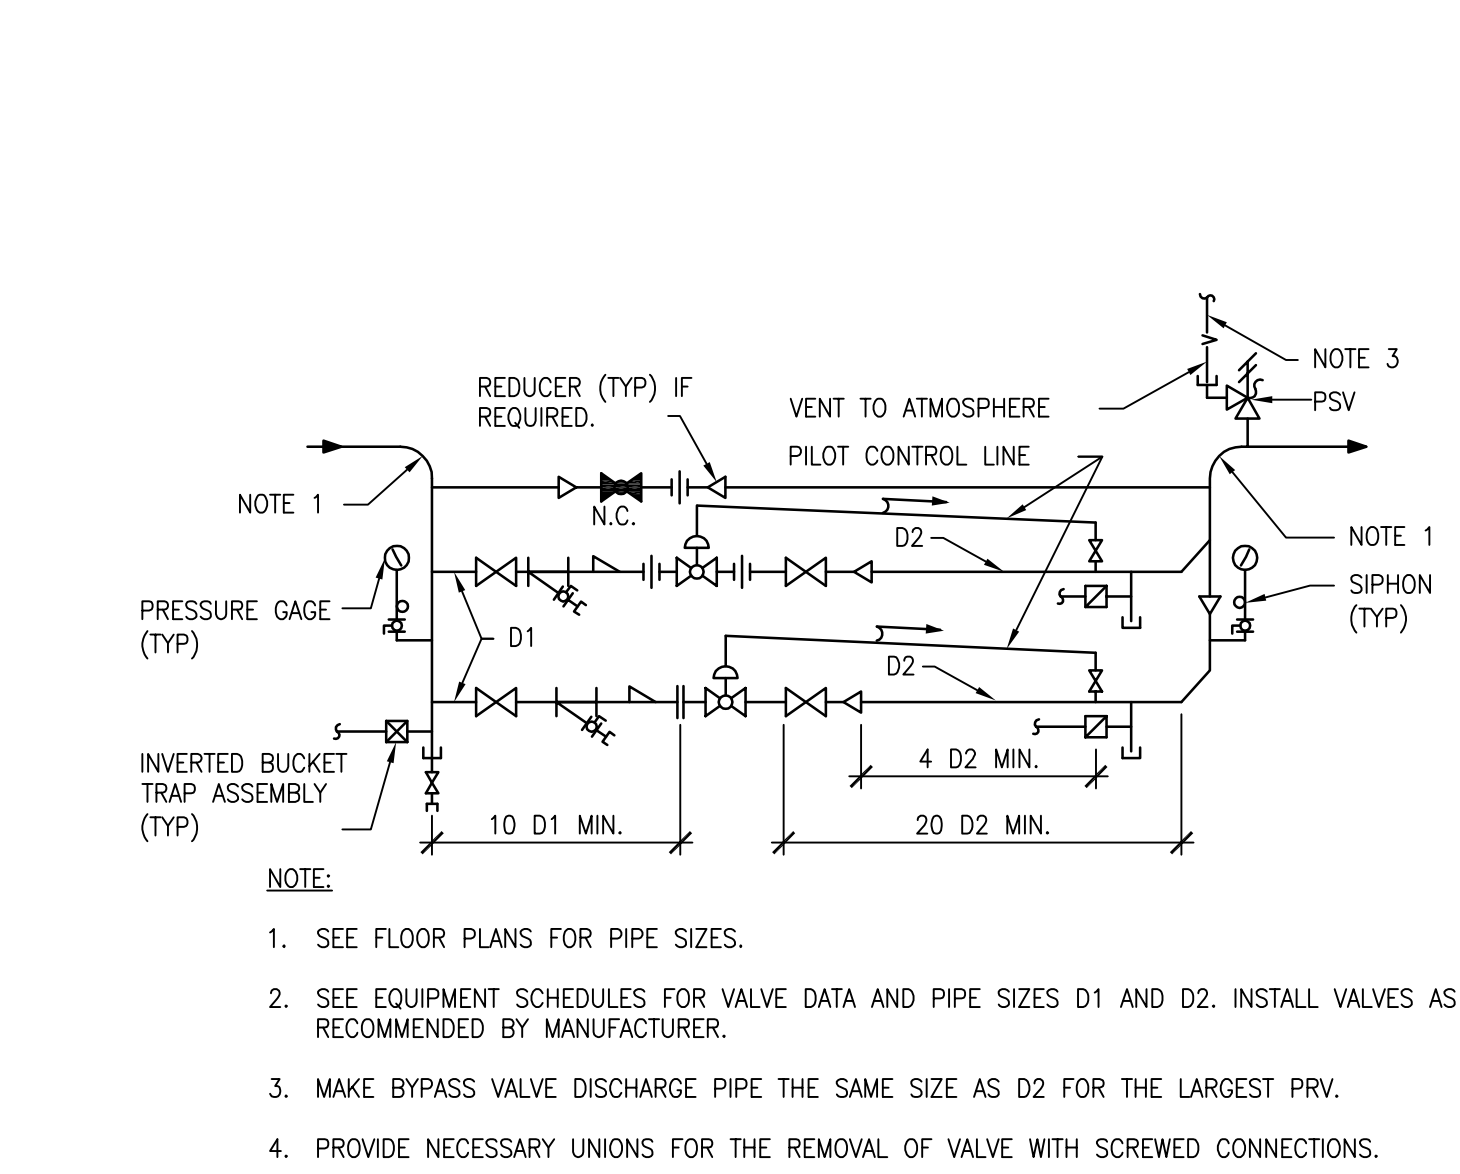 NOTE 3
REDUCER (TYP) IF
REQUIRED.
VENT TO ATMOSPHERE
PSV
PILOT CONTROL LINE
NOTE 1
N.C.
D2
NOTE 1
PRESSURE GAGE
(TYP)
D1
SIPHON
(TYP)
D2
INVERTED BUCKET
TRAP ASSEMBLY
(TYP)
4 D2 MIN.
10 D1 MIN.
20 D2 MIN.
NOTE:
1. SEE FLOOR PLANS FOR PIPE SIZES.
2. SEE EQUIPMENT SCHEDULES FOR VALVE DATA AND PIPE SIZES D1 AND D2. INSTALL VALVES AS
RECOMMENDED BY MANUFACTURER.
3. MAKE BYPASS VALVE DISCHARGE PIPE THE SAME SIZE AS D2 FOR THE LARGEST PRV.
4. PROVIDE NECESSARY UNIONS FOR THE REMOVAL OF VALVE WITH SCREWED CONNECTIONS.